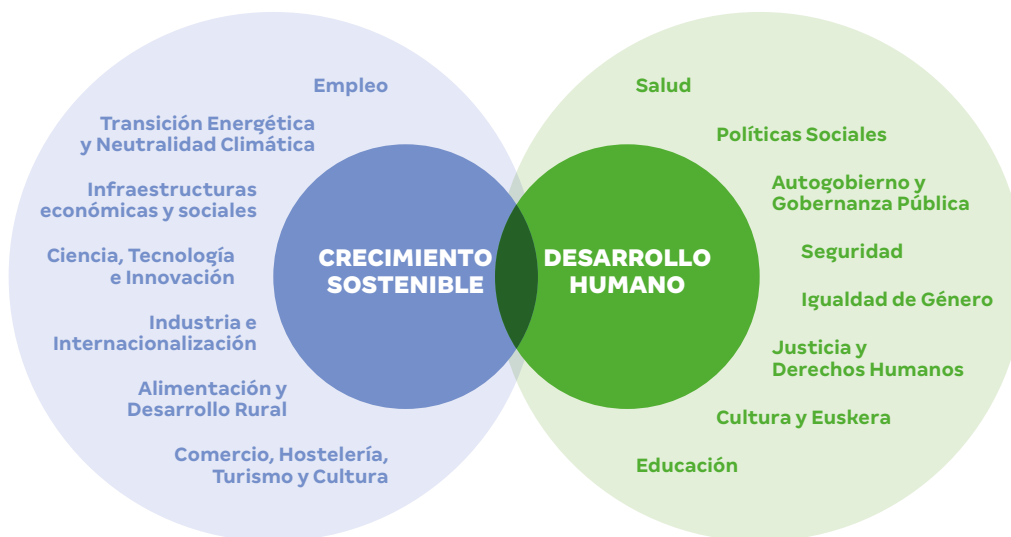 Empleo
Transición Energética
y Neutralidad Climática
Infraestructuras
económicas y sociales
Ciencia, Tecnología
e Innovación
Industria e
Internacionalización
Alimentación y
Desarrollo Rural
Comercio, Hostelería,
Turismo y Cultura
CRECIMIENTO
SOSTENIBLE
DESARROLLO
HUMANO
Salud
Políticas Sociales
Autogobierno y
Gobernanza Pública
Seguridad
Igualdad de Género
Justicia y
Derechos Humanos
Cultura y Euskera
Educación